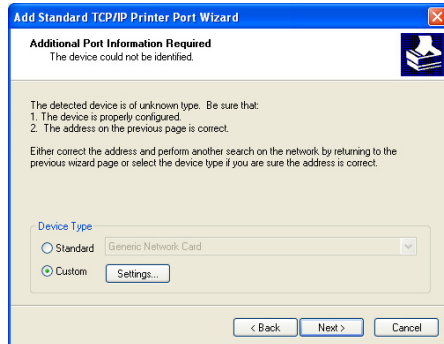 Add Standard TCP/IP Printer Port Wizard
Additional Port Information Required
The device could not be identified.
The detected device is of unknown type. Be sure that:
1. The device is properly configured.
2. The address on the previous page is correct.
Either correct the address and perform another search on the network by returning to the
previous wizard page or select the device type if you are sure the address is correct.
Device Type
Standard Generic Network Card
Custom Settings...
< Back Next > Cancel